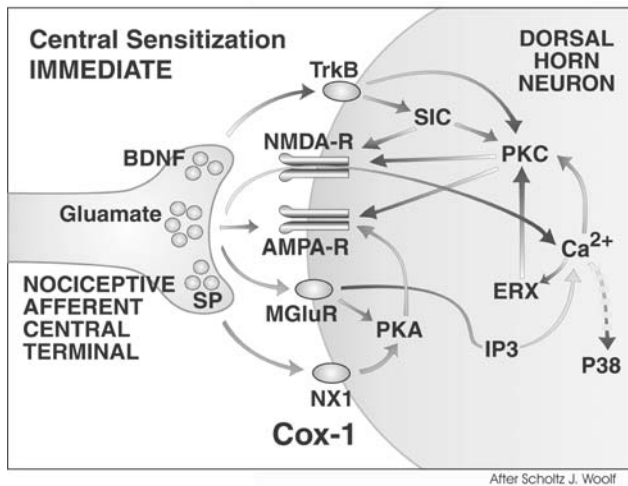 Central Sensitization
IMMEDIATE
DORSAL
HORN
NEURON
TrkB
SIC
BDNF
NMDA-R
PKC
Gluamate
AMPA-R
Ca2+
NOCICEPTIVE
AFFERENT
CENTRAL
TERMINAL
SP
MGluR
PKA
ERX
IP3
P38
NX1
Cox-1
After Scholtz J. Woolf